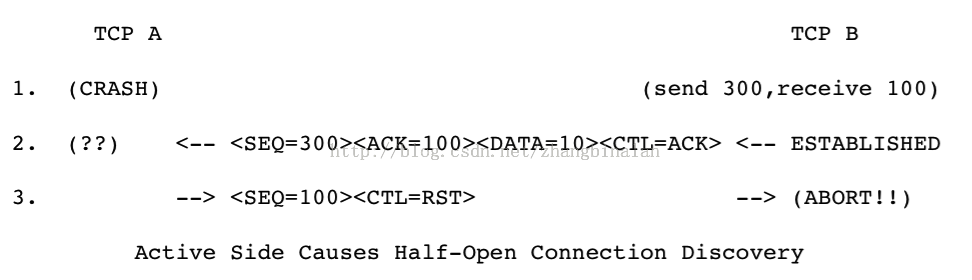 TCP A TCP B
1. (CRASH) (send 300,receive 100)
2. (??) <-- <SEQ=300><ACK=100><DATA=10><CTL=ACK> <-- ESTABLISHED
http://blog.csdn.net/zhangbinalan
3. --> <SEQ=100><CTL=RST> --> (ABORT!!)
Active Side Causes Half-Open Connection Discovery